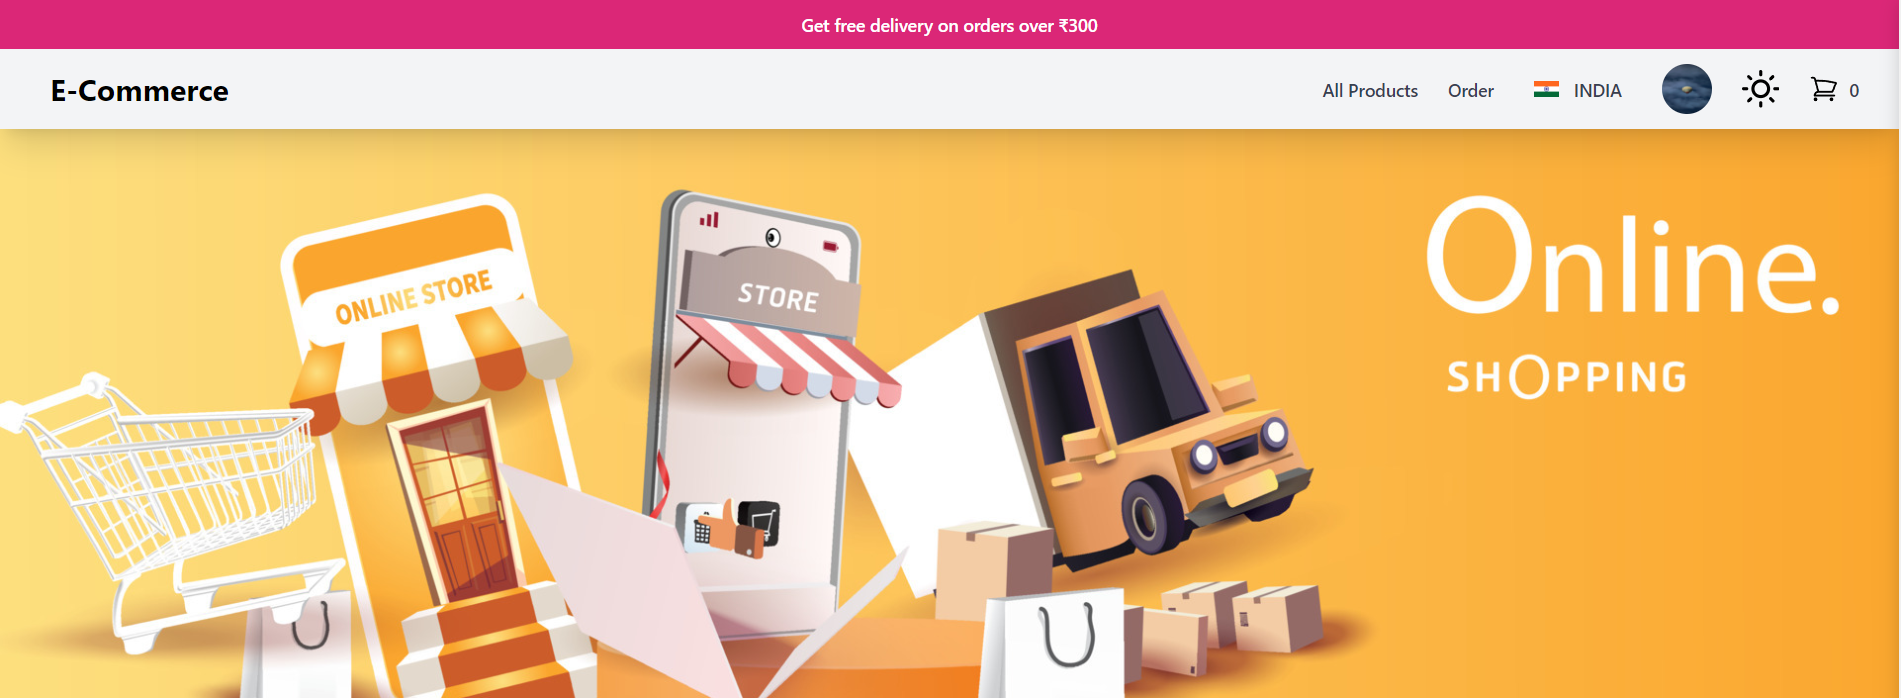 Get free delivery on orders over ₹300
E-Commerce
All Products
Order
INDIA
0
ONLINE STORE
STORE
Online.
SHOPPING